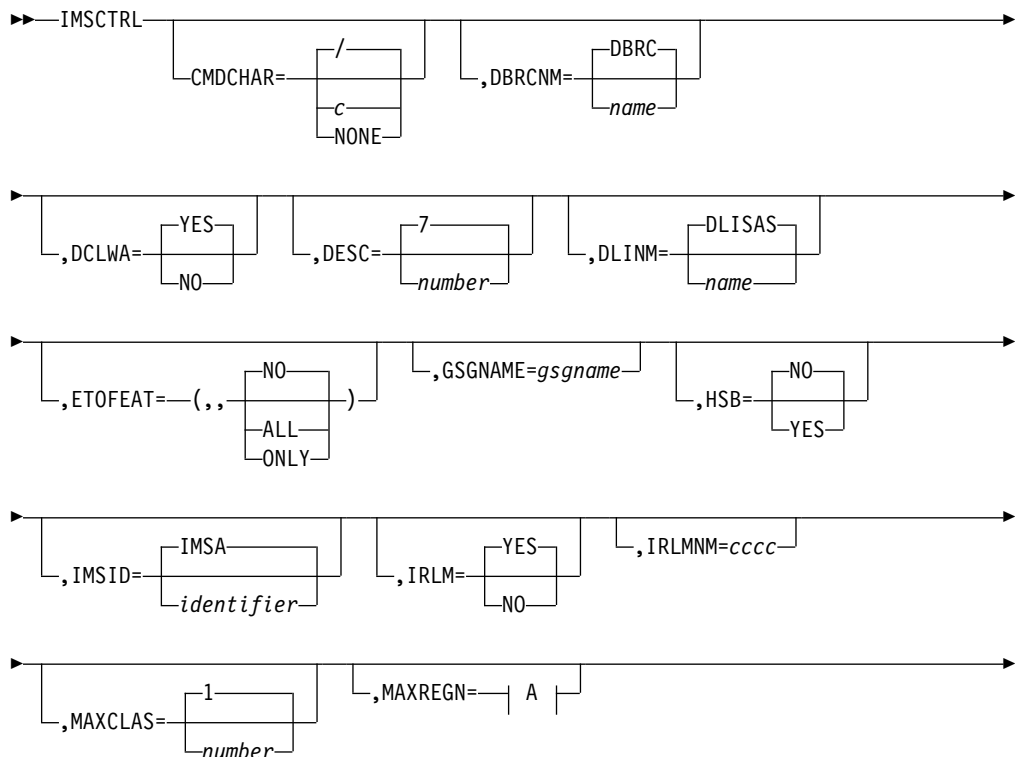 IMSCTRL
CMDCHAR=
/
c
NONE
,DBRCNM=
DBRC
name
,DCLWA=
YES
NO
,DESC=
7
number
,DLINM=
DLISAS
name
,ETOFEAT=
(,,
NO
ALL
ONLY
)
,GSGNAME=gsgname
,HSB=
NO
YES
,IMSID=
IMSA
identifier
,IRLM=
YES
NO
,IRLMNM=cccc
,MAXCLAS=
1
number
,MAXREGN=
A